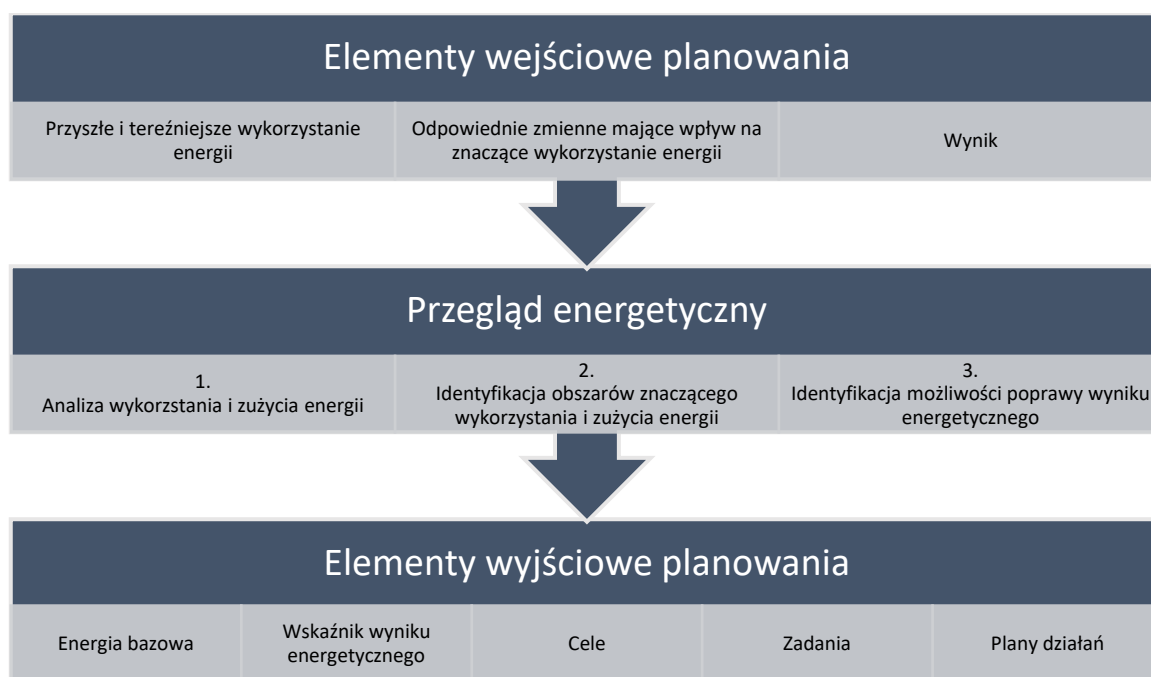 Elementy wejściowe planowania
Przyszłe i tereźniejsze wykorzystanie
energii
Odpowiednie zmienne mające wpływ na
znaczące wykorzystanie energii
Wynik
Przegląd energetyczny
1.
Analiza wykorzstania i zużycia energii
2.
Identyfikacja obszarów znaczącego
wykorzystania i zużycia energii
3.
Identyfikacja możliwości poprawy wyniku
energetycznego
Elementy wyjściowe planowania
Energia bazowa
Wskaźnik wyniku
energetycznego
Cele
Zadania
Plany działań